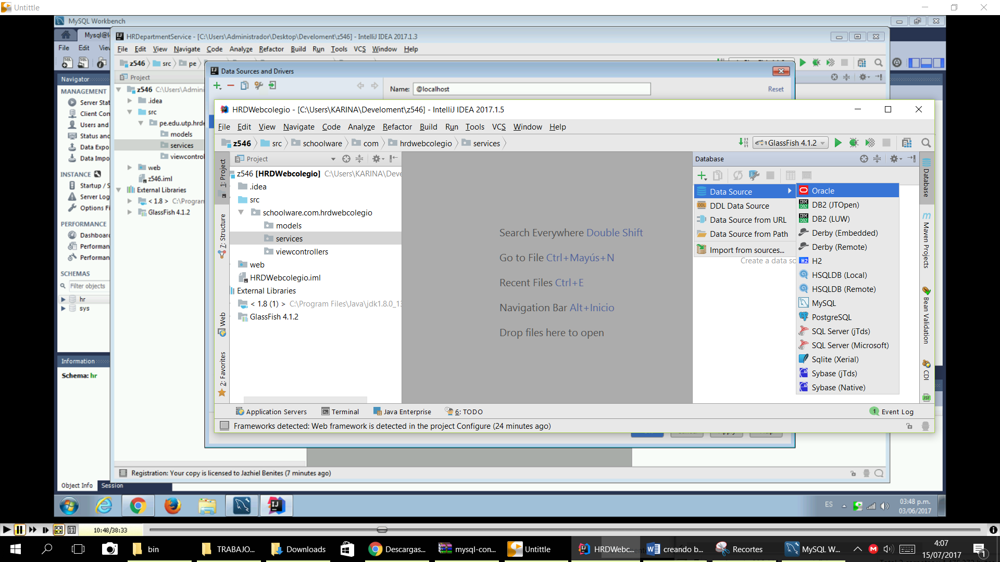 Untittle
MySQL Workbench
Mysql@l
File Edit Viev
Navigator
MANAGEMENT
Server Stat
Client Con
Users and
Status and
Data Expo
Data Impo
INSTANCE
Startup / S
Server Log
Options Fi
PERFORMANCE
Dashboard
Performan
Performan
SCHEMAS
Filter objects
hr
sys
Information
Schema: hr
Object Info Session
HRDepartmentService - [C:\Users\Administrador\Desktop\Develoment\z546] - IntelliJ IDEA 2017.1.3
File Edit View Navigate Code Analyze Refactor Build Run Tools VCS Window Help
z546 src pe
Project
z546 C:\Users\Admini
.idea
src
pe.edu.utp.hrde
models
services
viewcontrol
web
z546.iml
External Libraries
< 1.8 > C:\Program
GlassFish 4.1.2
Registration: Your copy is licensed to Jazhiel Benites (7 minutes ago)
Data Sources and Drivers
Name: @localhost
Reset
HRDWebcolegio - [C:\Users\KARINA\Develoment\z546] - IntelliJ IDEA 2017.1.5
File Edit View Navigate Code Analyze Refactor Build Run Tools VCS Window Help
z546 src schoolware com hrdwebcolegio services
GlassFish 4.1.2
1: Project
7: Structure
Web
2: Favorites
Project
z546 [HRDWebcolegio] C:\Users\KARINA\Deve
.idea
src
schoolware.com.hrdwebcolegio
models
services
viewcontrollers
web
HRDWebcolegio.iml
External Libraries
< 1.8 (1) > C:\Program Files\Java\jdk1.8.0_13
GlassFish 4.1.2
Search Everywhere Double Shift
Go to File Ctrl+Mayús+N
Recent Files Ctrl+E
Navigation Bar Alt+Inicio
Drop files here to open
Database
Data Source
DDL Data Source
Data Source from URL
Data Source from Path
Import from sources...
Create a data so
Oracle
DB2 (JTOpen)
DB2 (LUW)
Derby (Embedded)
Derby (Remote)
H2
HSQLDB (Local)
HSQLDB (Remote)
MySQL
PostgreSQL
SQL Server (jTds)
SQL Server (Microsoft)
Sqlite (Xerial)
Sybase (jTds)
Sybase (Native)
Database
Maven Projects
Bean Validation
CDI
JSF
Application Servers Terminal Java Enterprise 6: TODO
1 Event Log
Frameworks detected: Web framework is detected in the project Configure (24 minutes ago)
ES
03:48 p.m.
03/06/2017
10:48/38:33
bin
TRABAJO...
Downloads
Descargas...
mysql-con...
Untittle
HRDWebc...
creando b...
Recortes
MySQL W...
4:07
15/07/2017
1